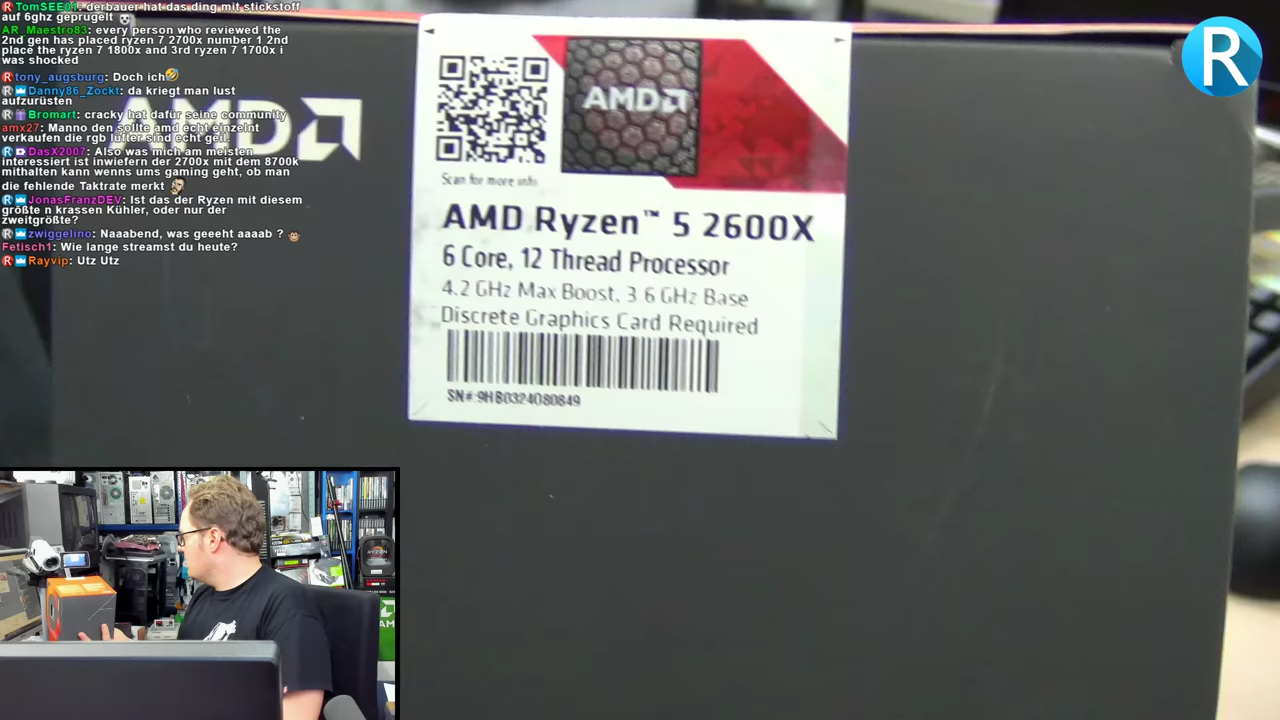 TomSEE01: derbauer hat das ding mit stickstoff
auf 6ghz geprügelt
AR_Maestro83: every person who reviewed the
2nd gen has placed ryzen 7 2700x number 1 2nd
place the ryzen 7 1800x and 3rd ryzen 7 1700x i
was shocked
tony_augsburg: Doch ich
Danny86_Zockt: da kriegt man lust
aufzurüsten
Bromart: cracky hat dafür seine community
amx27: Manno den sollte amd echt einzelnt
verkaufen die rgb lüfter sind echt geil!
DasX2007: Also was mich am meisten
interessiert ist inwiefern der 2700x mit dem 8700k
mithalten kann wenns ums gaming geht, ob man
die fehlende Taktrate merkt
JonasFranzDEV: Ist das der Ryzen mit diesem
größte n krassen Kühler, oder nur der
zweitgrößte?
zwiggelino: Naaabend, was geeeht aaaab ?
Fetisch1: Wie lange streamst du heute?
Rayvip: Utz Utz
AMD
AMD
Scan for more info
AMD Ryzen™ 5 2600X
6 Core, 12 Thread Processor
4.2 GHz Max Boost, 3.6 GHz Base
Discrete Graphics Card Required
SN#:9HB0324080849
R
RYZEN